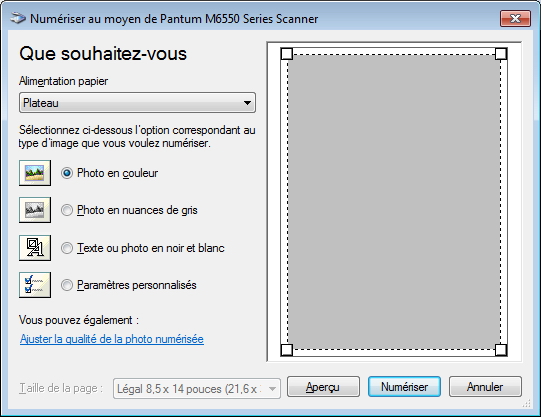 Numériser au moyen de Pantum M6550 Series Scanner
Que souhaitez-vous
Alimentation papier
Plateau
Sélectionnez ci-dessous l'option correspondant au
type d'image que vous voulez numériser.
Photo en couleur
Photo en nuances de gris
Texte ou photo en noir et blanc
Paramètres personnalisés
Vous pouvez également :
Ajuster la qualité de la photo numérisée
Taille de la page : Légal 8,5 x 14 pouces (21,6 x Aperçu Numériser Annuler